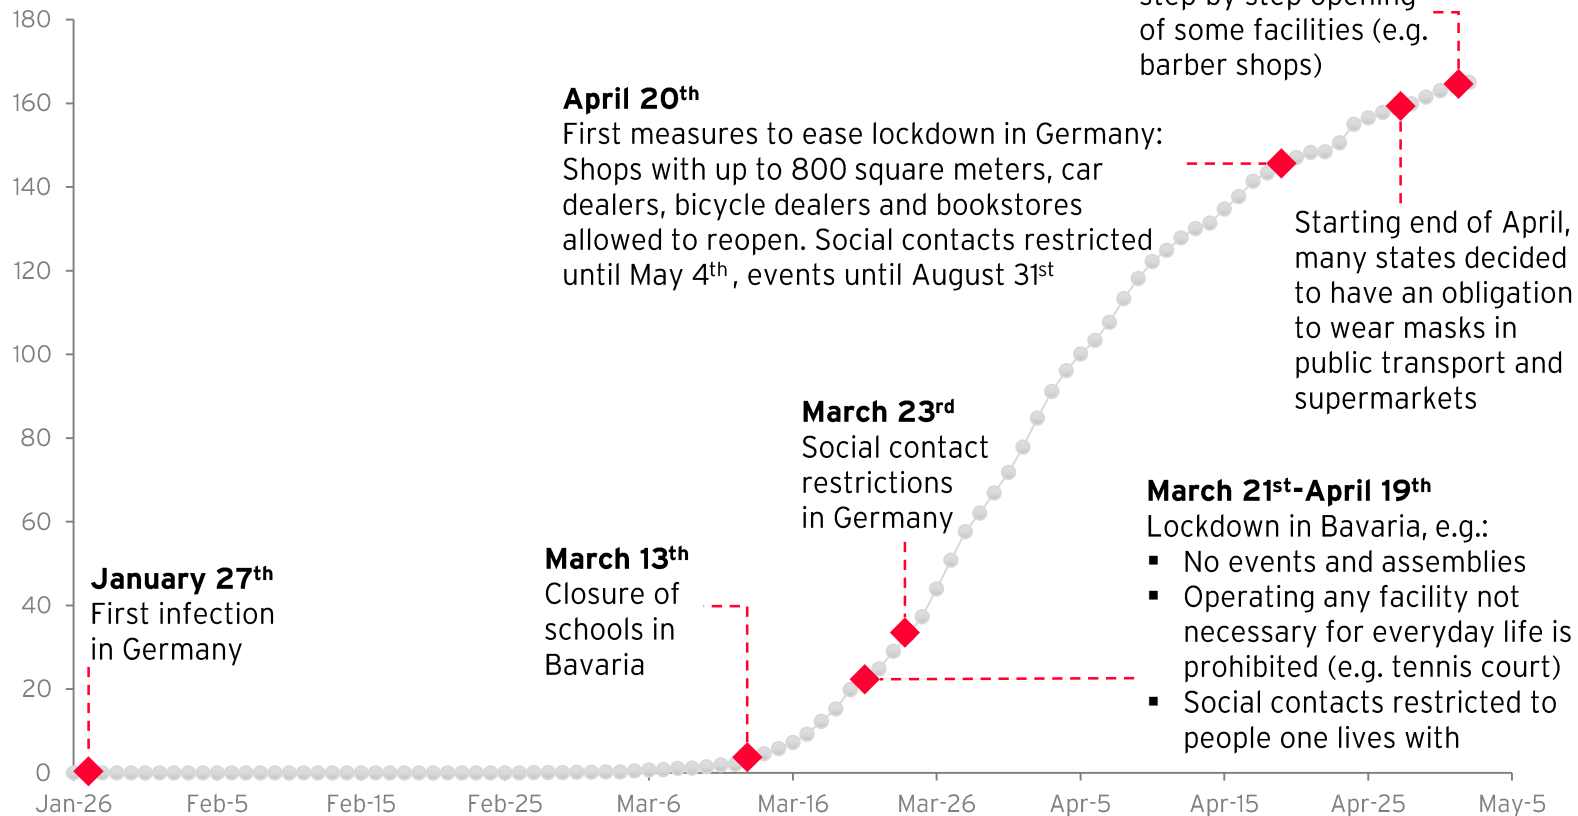 step by step opening
of some facilities (e.g.
barber shops)
April 20th
First measures to ease lockdown in Germany:
Shops with up to 800 square meters, car
dealers, bicycle dealers and bookstores
allowed to reopen. Social contacts restricted
until May 4th, events until August 31st
Starting end of April,
many states decided
to have an obligation
to wear masks in
public transport and
supermarkets
March 23rd
Social contact
restrictions
in Germany
March 21st-April 19th
Lockdown in Bavaria, e.g.:
▪ No events and assemblies
▪ Operating any facility not
necessary for everyday life is
prohibited (e.g. tennis court)
▪ Social contacts restricted to
people one lives with
March 13th
Closure of
schools in
Bavaria
January 27th
First infection
in Germany
180
160
140
120
100
80
60
40
20
0
Jan-26 Feb-5 Feb-15 Feb-25 Mar-6 Mar-16 Mar-26 Apr-5 Apr-15 Apr-25 May-5